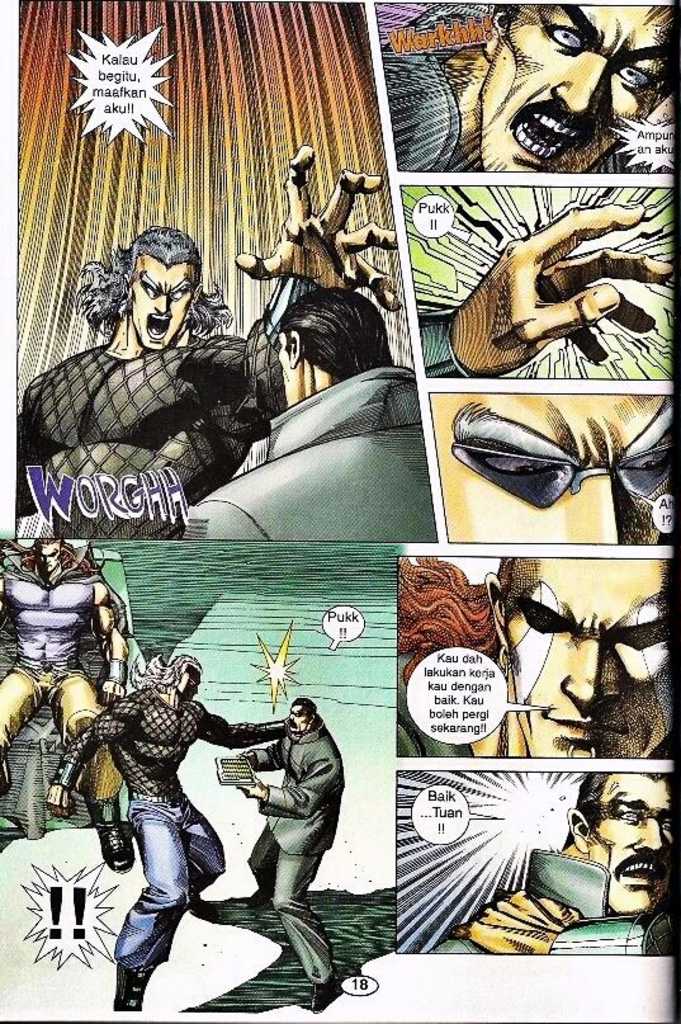 Kalau
begitu,
maafkan
aku!!
WORGHH
Warkhh!
Ampun
an aku
Pukk
!!
!?
Pukk
!!
!!
Kau dah
lakukan kerja
kau dengan
baik. Kau
boleh pergi
sekarang!!
Baik
...Tuan
!!
18